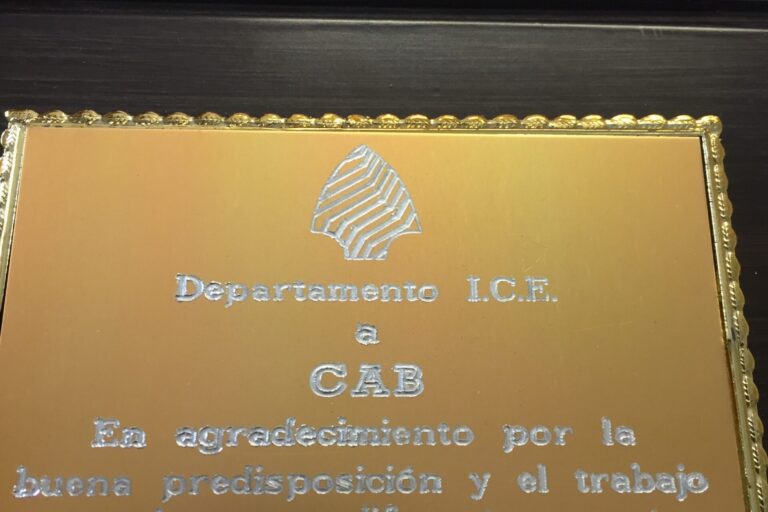 Departamento I.C.E.
a
CAB
En agradecimiento por la
buena predisposición y el trabajo